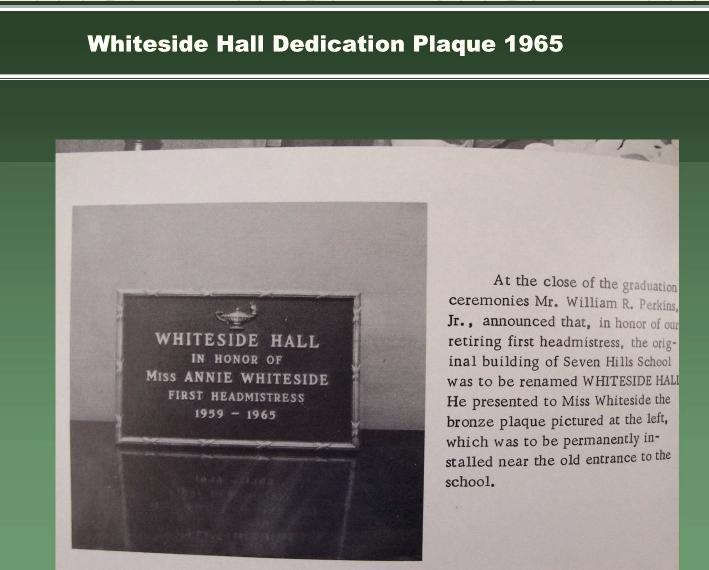 Whiteside Hall Dedication Plaque 1965
WHITESIDE HALL
IN HONOR OF
Miss ANNIE WHITESIDE
FIRST HEADMISTRESS
1959 – 1965
At the close of the graduation
ceremonies Mr. William R. Perkins,
Jr., announced that, in honor of our
retiring first headmistress, the orig-
inal building of Seven Hills School
was to be renamed WHITESIDE HALL
He presented to Miss Whiteside the
bronze plaque pictured at the left,
which was to be permanently in-
stalled near the old entrance to the
school.